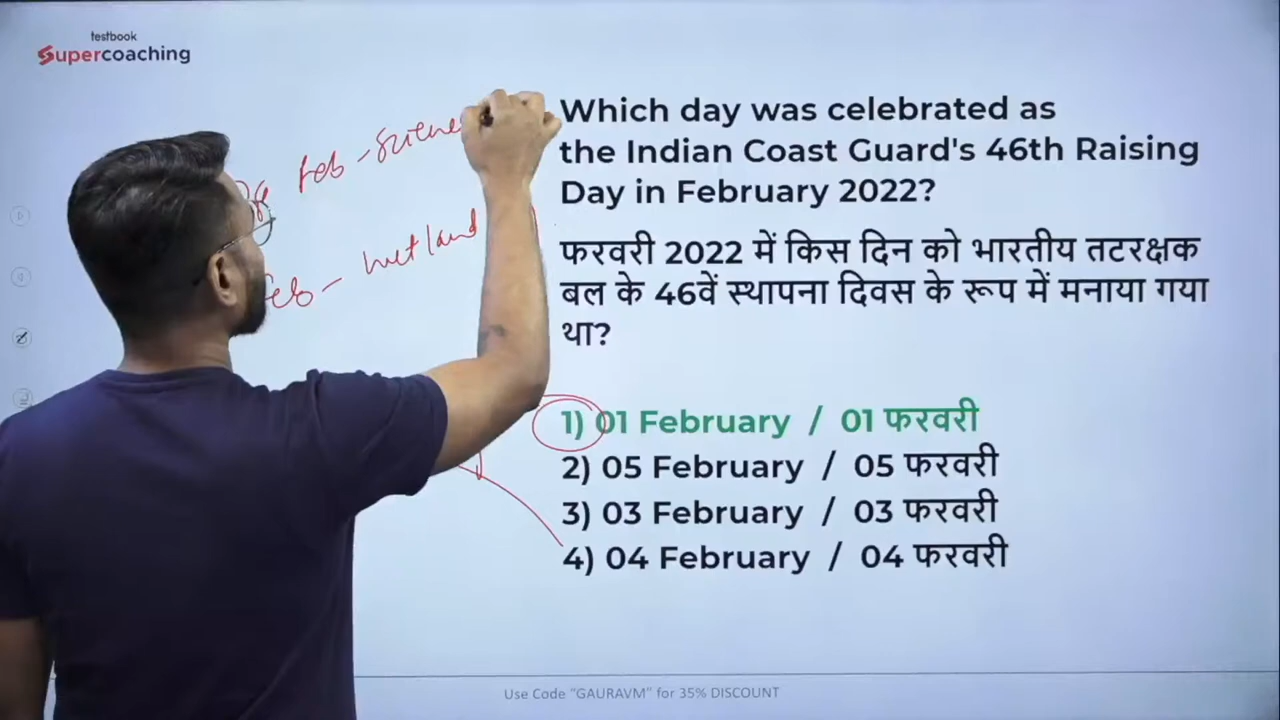 testbook
Supercoaching
28 Feb - Science
Feb - wetland
Which day was celebrated as
the Indian Coast Guard's 46th Raising
Day in February 2022?
फरवरी 2022 में किस दिन को भारतीय तटरक्षक
बल के 46वें स्थापना दिवस के रूप में मनाया गया
था?
1) 01 February / 01 फरवरी
2) 05 February / 05 फरवरी
3) 03 February / 03 फरवरी
4) 04 February / 04 फरवरी
Use Code "GAURAVM" for 35% DISCOUNT